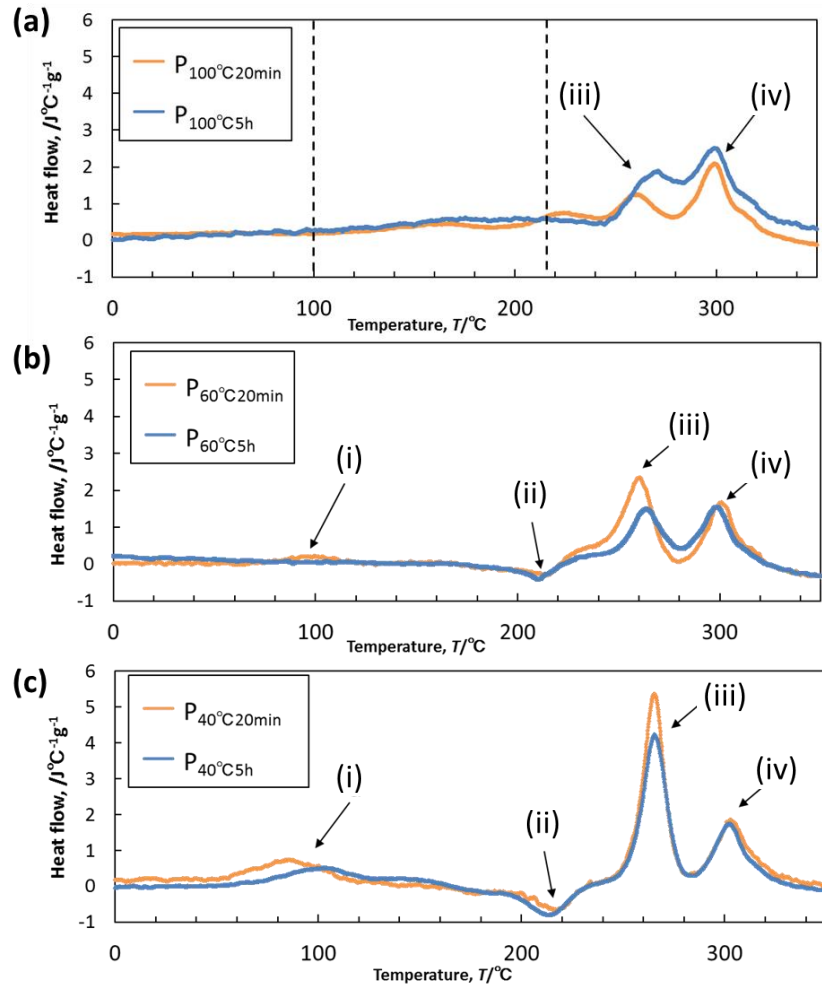 (a)
6
5
4
3
2
1
0
-1
Heat flow, /J°C⁻¹g⁻¹
P100°C20min
P100°C5h
(iii)
(iv)
0
100
200
300
Temperature, T/°C
(b)
6
5
4
3
2
1
0
-1
Heat flow, /J°C⁻¹g⁻¹
P60°C20min
P60°C5h
(i)
(ii)
(iii)
(iv)
0
100
200
300
Temperature, T/°C
(c)
6
5
4
3
2
1
0
-1
Heat flow, /J°C⁻¹g⁻¹
P40°C20min
P40°C5h
(i)
(ii)
(iii)
(iv)
0
100
200
300
Temperature, T/°C